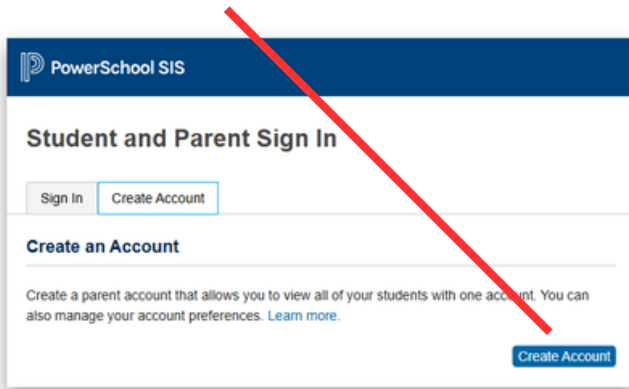 PowerSchool SIS
Student and Parent Sign In
Sign In
Create Account
Create an Account
Create a parent account that allows you to view all of your students with one account. You can
also manage your account preferences. Learn more.
Create Account